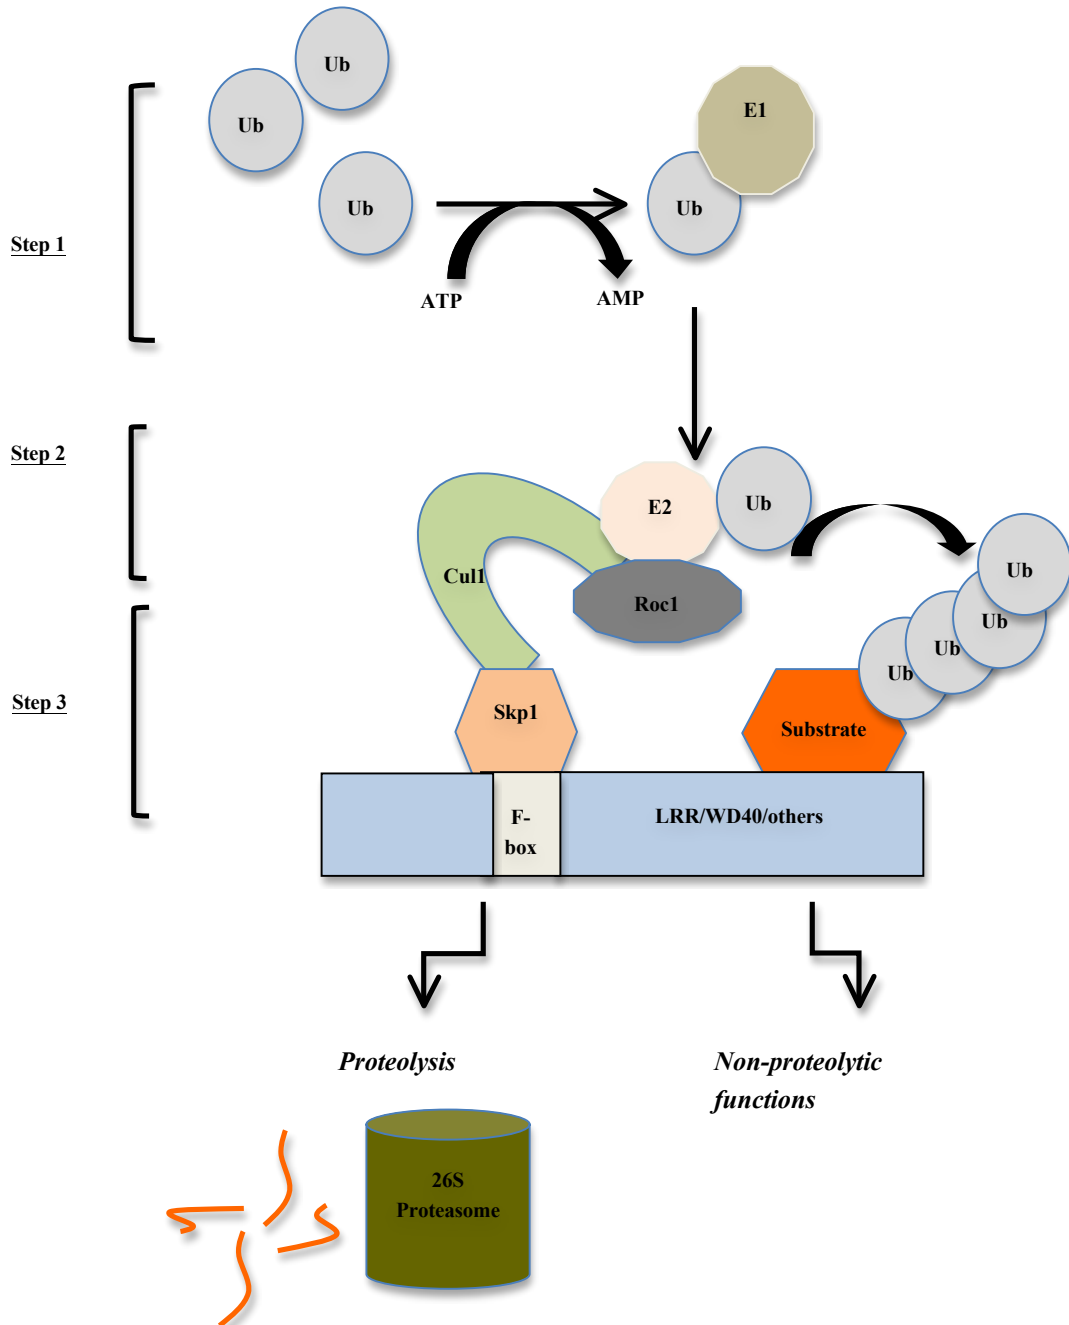 Ub
Ub
E1
Ub
Ub
Step 1
ATP
AMP
Step 2
E2
Ub
Ub
Cul1
Roc1
Ub
Ub
Ub
Step 3
Skp1
Substrate
F-
box
LRR/WD40/others
Proteolysis
Non-proteolytic
functions
26S
Proteasome